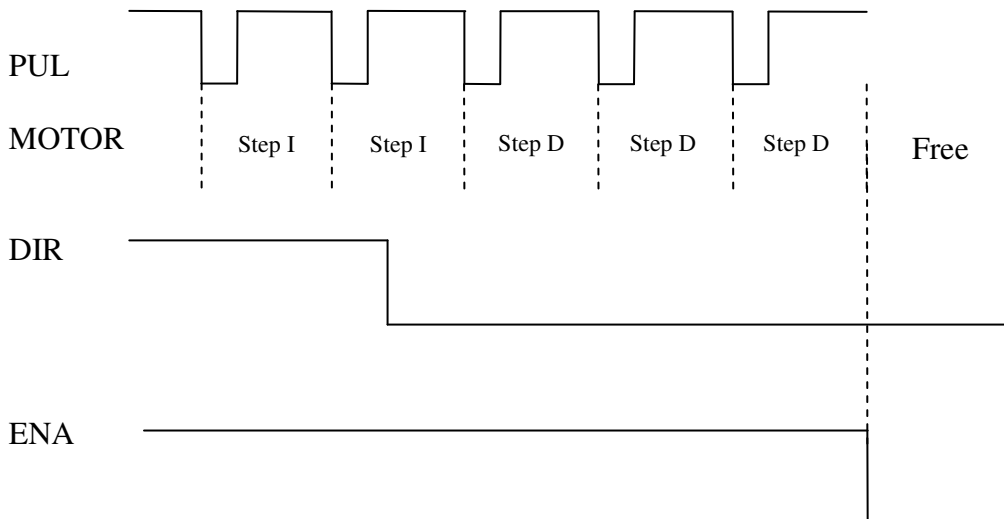 PUL
MOTOR
Step I
Step I
Step D
Step D
Step D
Free
DIR
ENA